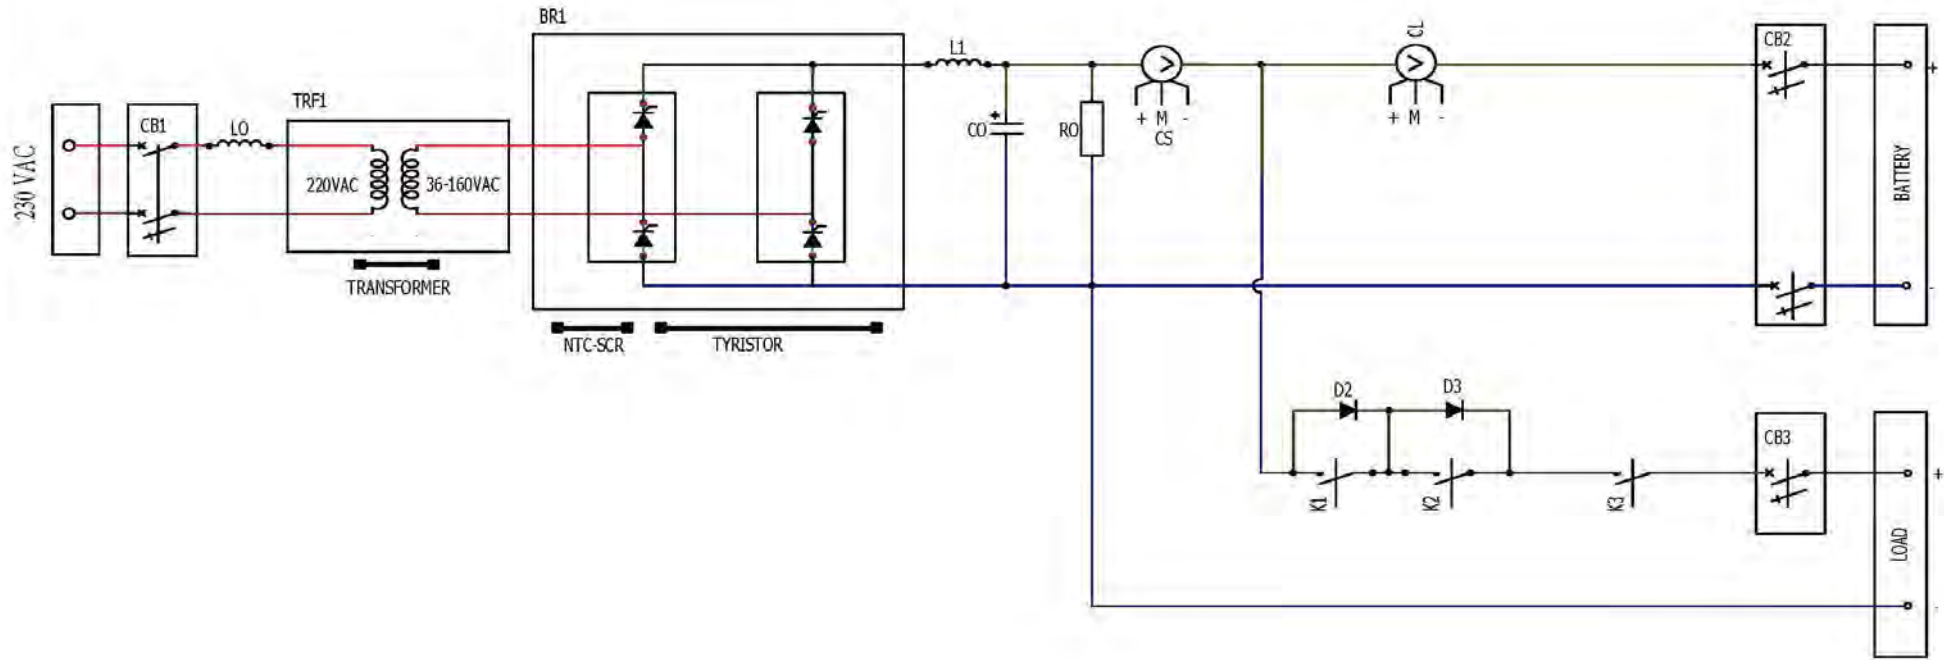 BR1
CL
L1
CB2
+
TRF1
CB1
LO
230 VAC
220VAC
36-160VAC
CO
+
RO
+ M -
CS
+ M -
BATTERY
-
TRANSFORMER
NTC-SCR
TYRISTOR
D2
D3
CB3
+
K1
K2
K3
LOAD
-